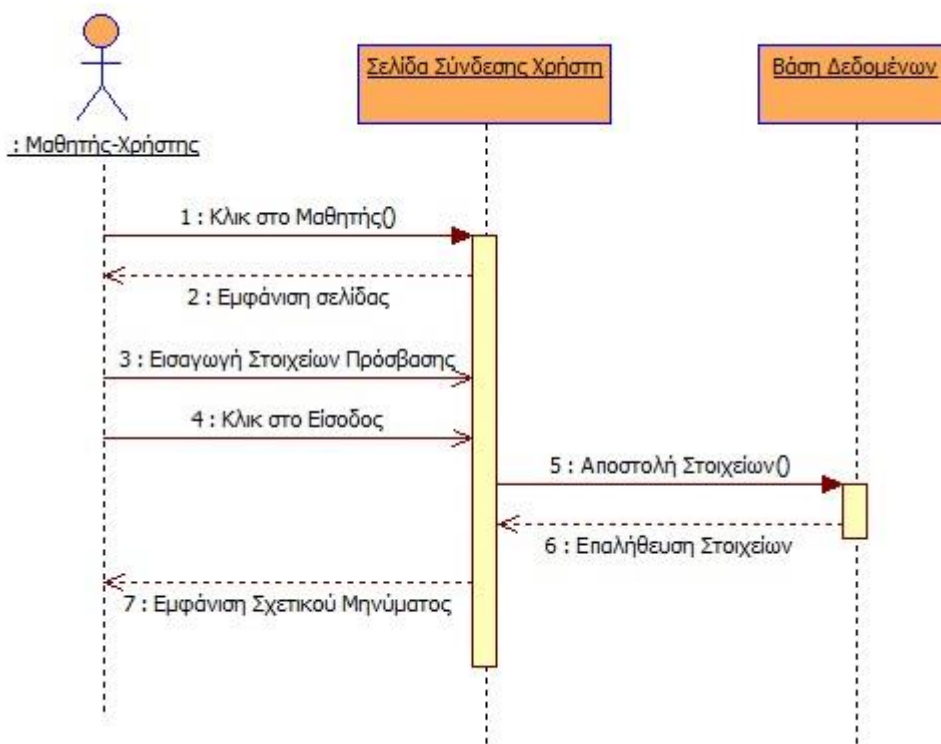 Σελίδα Σύνδεσης Χρήστη
Βάση Δεδομένων
: Μαθητής-Χρήστης
1 : Κλικ στο Μαθητής()
2 : Εμφάνιση σελίδας
3 : Εισαγωγή Στοιχείων Πρόσβασης
4 : Κλικ στο Είσοδος
5 : Αποστολή Στοιχείων()
6 : Επαλήθευση Στοιχείων
7 : Εμφάνιση Σχετικού Μηνύματος